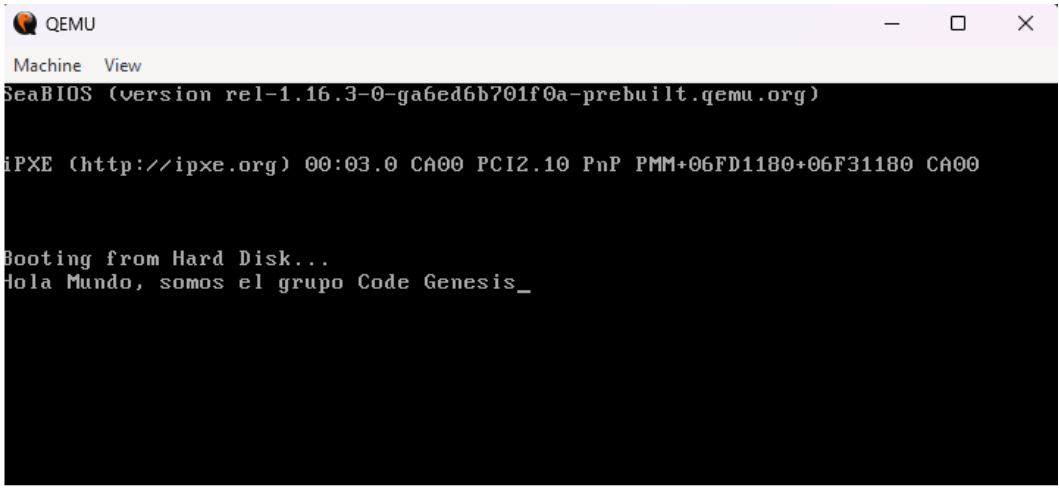 QEMU
Machine View
SeaBIOS (version rel-1.16.3-0-ga6ed6b701f0a-prebuilt.qemu.org)
iPXE (http://ipxe.org) 00:03.0 CA00 PCI2.10 PnP PMM+06FD1180+06F31180 CA00
Booting from Hard Disk...
Hola Mundo, somos el grupo Code Genesis_